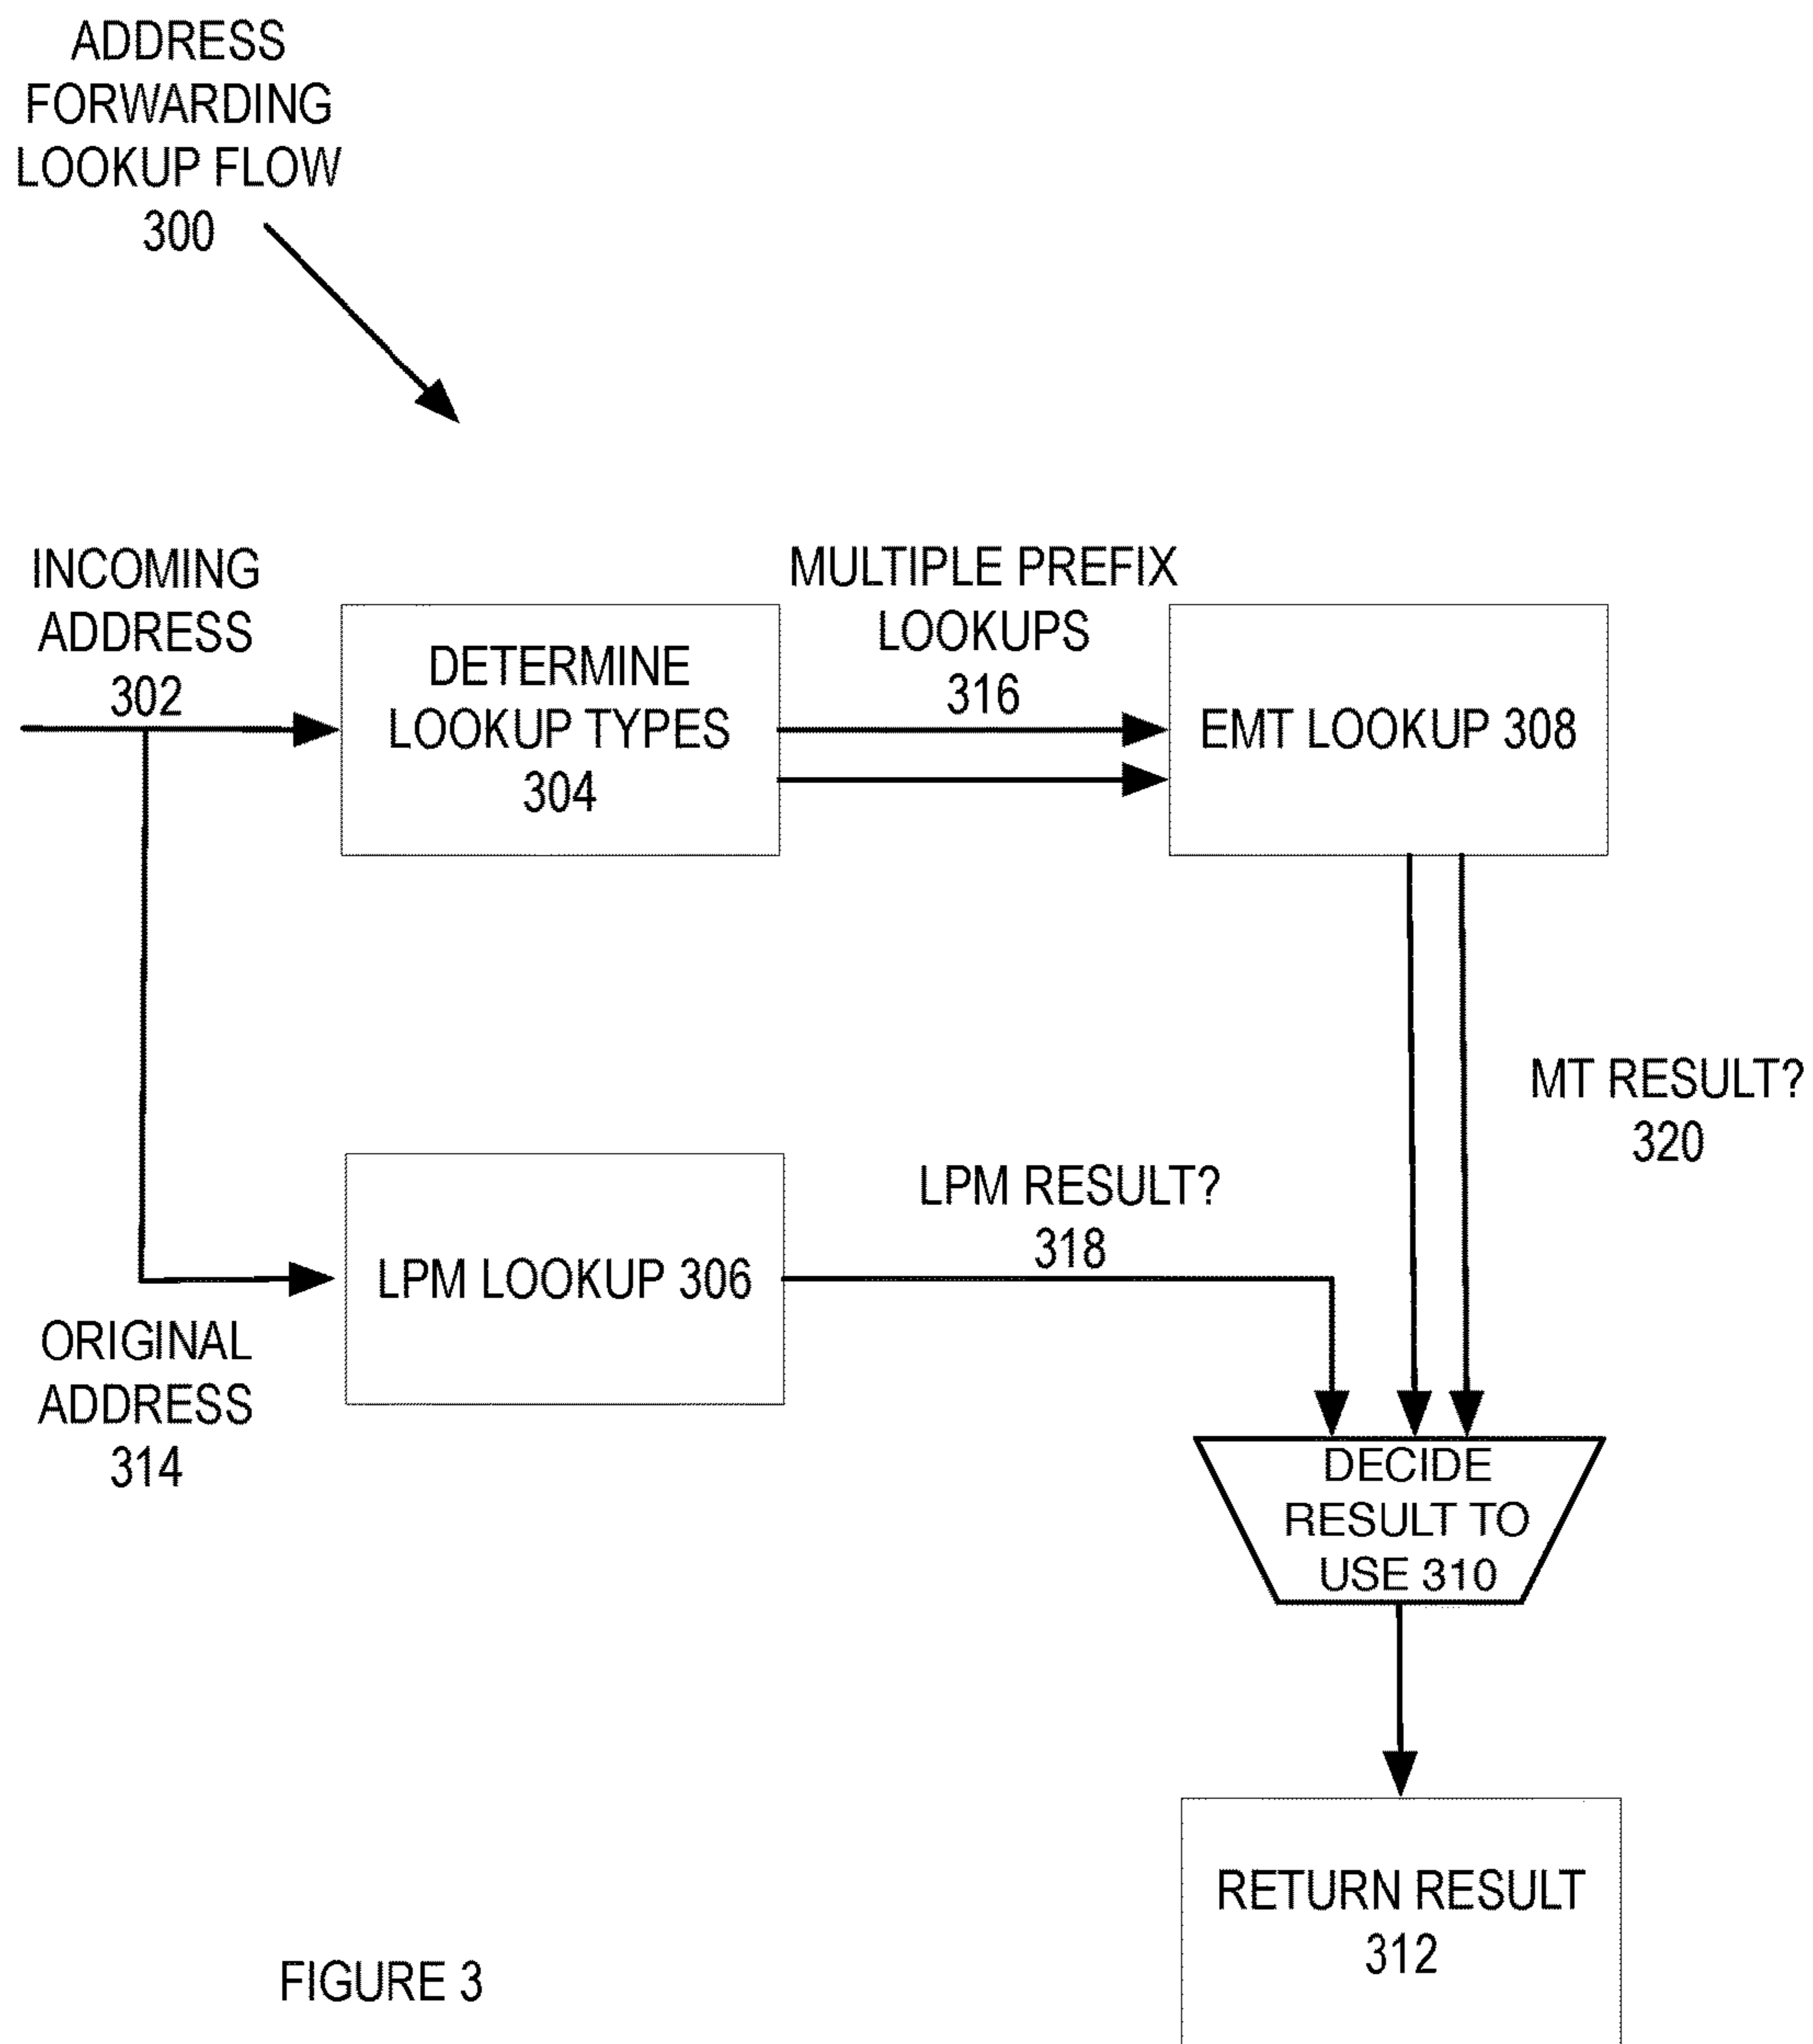 ADDRESS
FORWARDING
LOOKUP FLOW
300
INCOMING
ADDRESS
302
DETERMINE
LOOKUP TYPES
304
MULTIPLE PREFIX
LOOKUPS
316
EMT LOOKUP 308
MT RESULT?
320
LPM LOOKUP 306
LPM RESULT?
318
ORIGINAL
ADDRESS
314
DECIDE
RESULT TO
USE 310
RETURN RESULT
312
FIGURE 3